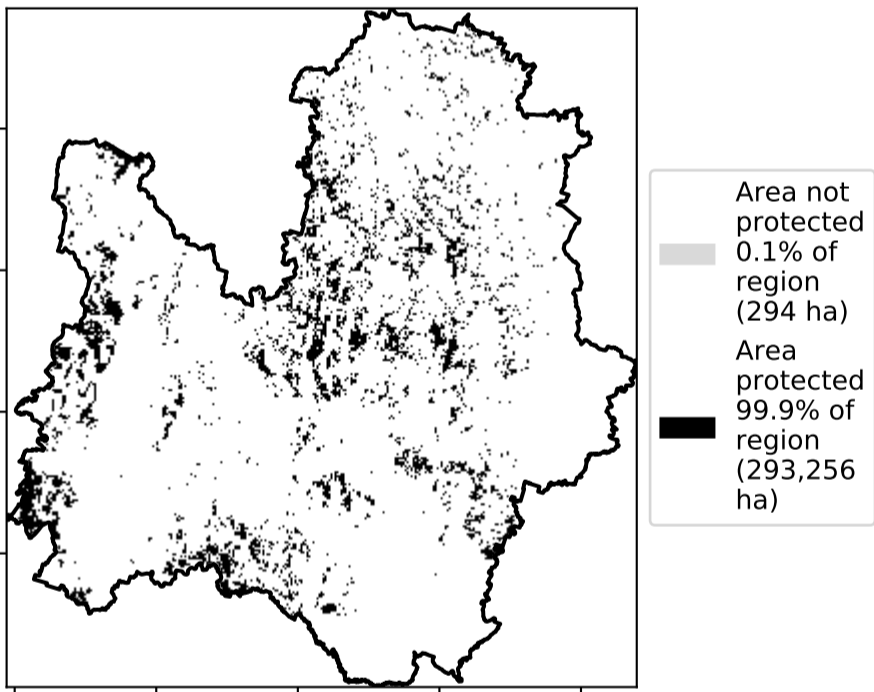 Area not
protected
0.1% of
region
(294 ha)
Area
protected
99.9% of
region
(293,256
ha)